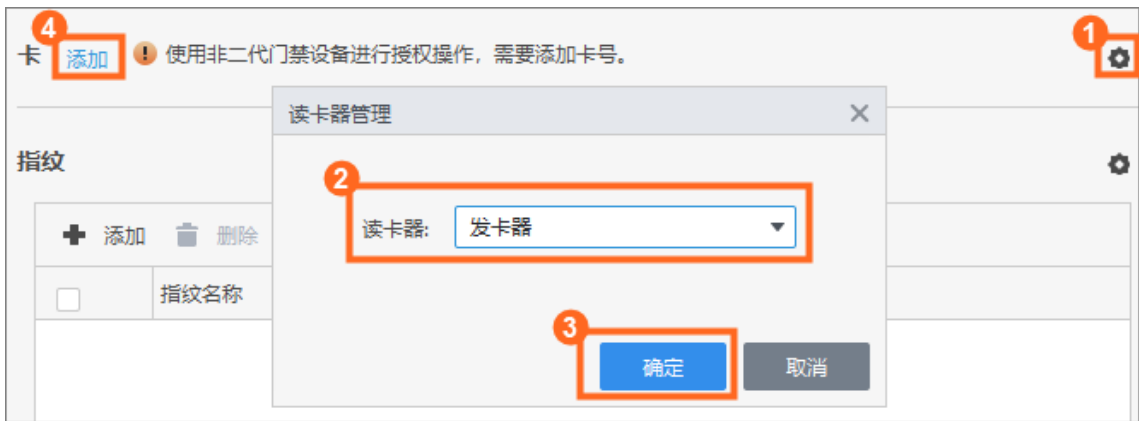 4
1
卡 添加 ! 使用非二代门禁设备进行授权操作，需要添加卡号。
读卡器管理
指纹
2
读卡器: 发卡器
添加 删除
指纹名称
3
确定 取消